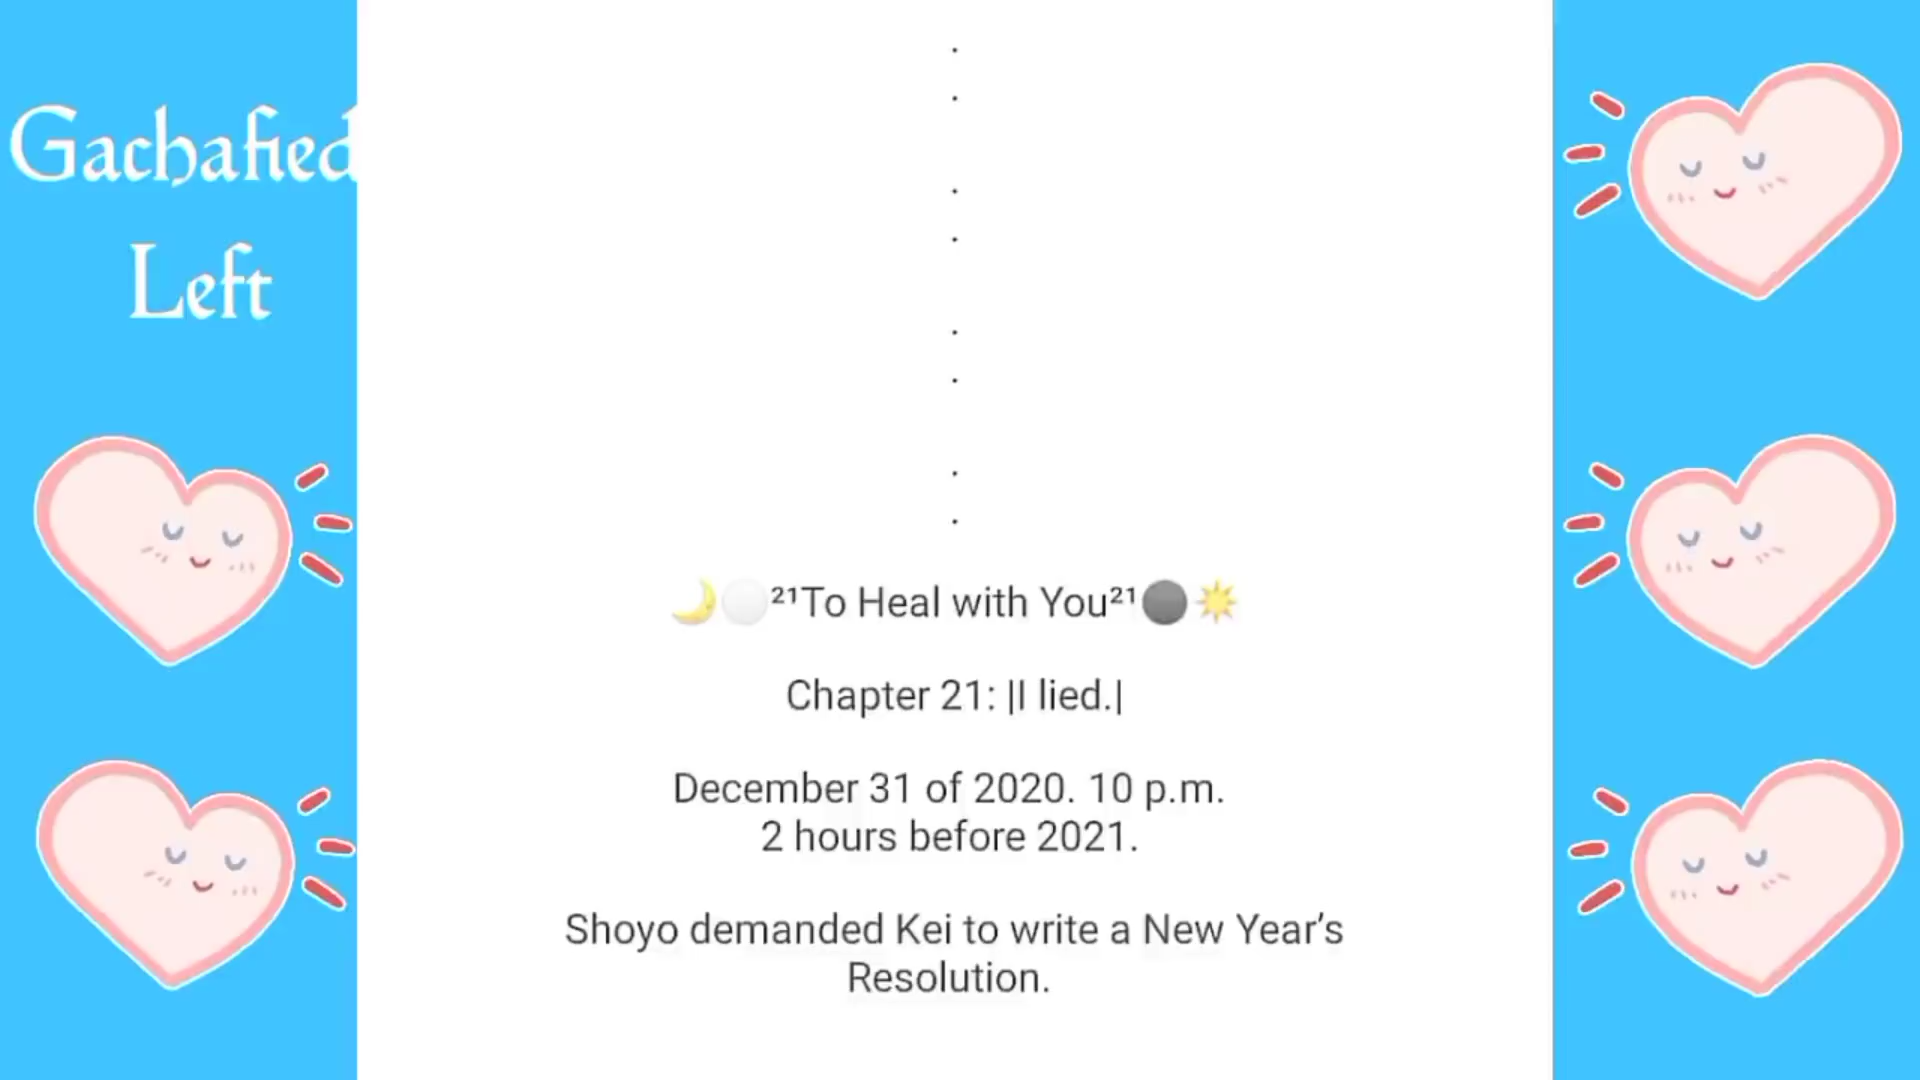 Gachafied
Left
.
.
.
.
.
.
.
.
🌙⚪²¹To Heal with You²¹⚫☀️
Chapter 21: |I lied.|
December 31 of 2020. 10 p.m.
2 hours before 2021.
Shoyo demanded Kei to write a New Year’s
Resolution.